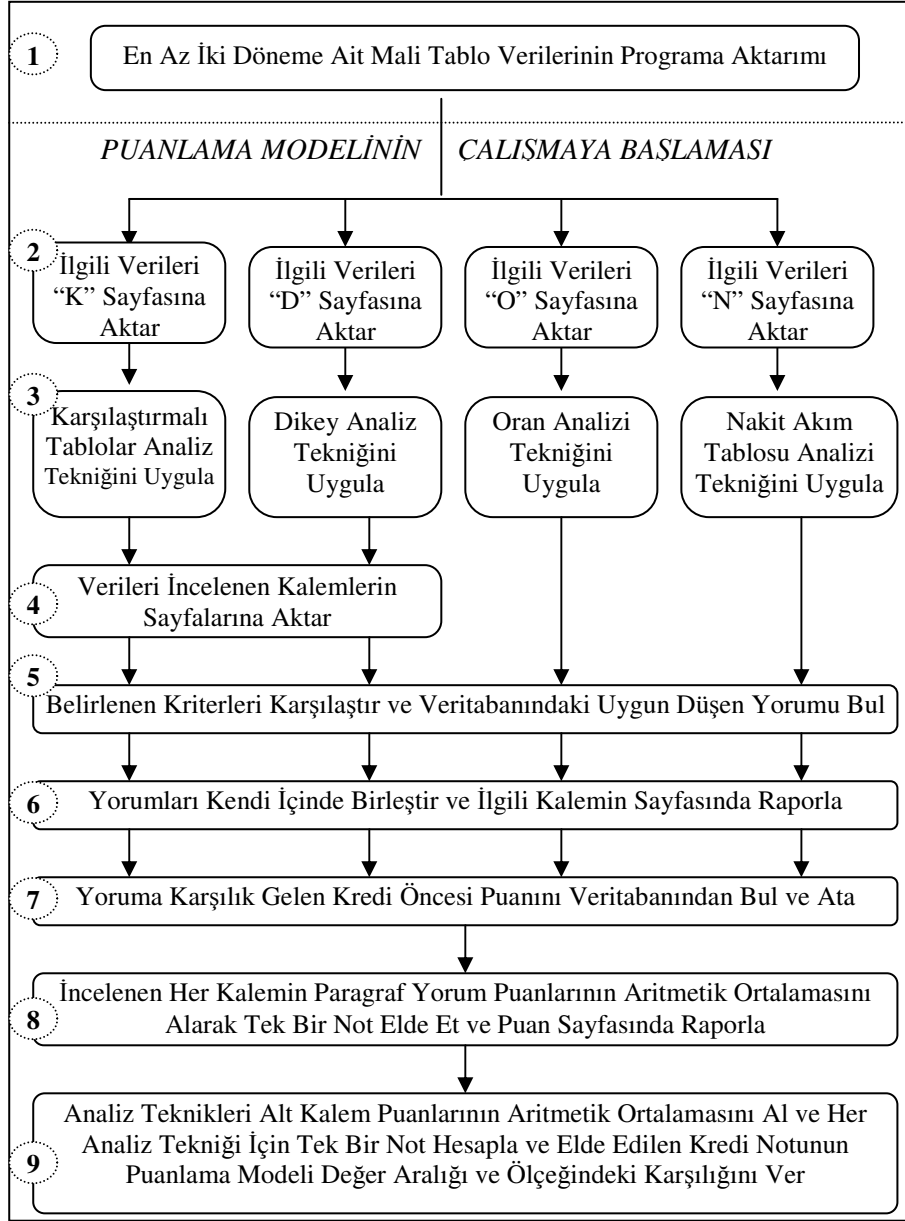 1
En Az İki Döneme Ait Mali Tablo Verilerinin Programa Aktarımı
PUANLAMA MODELİNİN ÇALIŞMAYA BAŞLAMASI
2
İlgili Verileri
“K” Sayfasına
Aktar
İlgili Verileri
“D” Sayfasına
Aktar
İlgili Verileri
“O” Sayfasına
Aktar
İlgili Verileri
“N” Sayfasına
Aktar
3
Karşılaştırmalı
Tablolar Analiz
Tekniğini Uygula
Dikey Analiz
Tekniğini
Uygula
Oran Analizi
Tekniğini
Uygula
Nakit Akım
Tablosu Analizi
Tekniğini Uygula
4
Verileri İncelenen Kalemlerin
Sayfalarına Aktar
5
Belirlenen Kriterleri Karşılaştır ve Veritabanındaki Uygun Düşen Yorumu Bul
6
Yorumları Kendi İçinde Birleştir ve İlgili Kalemin Sayfasında Raporla
7
Yoruma Karşılık Gelen Kredi Öncesi Puanını Veritabanından Bul ve Ata
8
İncelenen Her Kalemin Paragraf Yorum Puanlarının Aritmetik Ortalamasını
Alarak Tek Bir Not Elde Et ve Puan Sayfasında Raporla
9
Analiz Teknikleri Alt Kalem Puanlarının Aritmetik Ortalamasını Al ve Her
Analiz Tekniği İçin Tek Bir Not Hesapla ve Elde Edilen Kredi Notunun
Puanlama Modeli Değer Aralığı ve Ölçeğindeki Karşılığını Ver